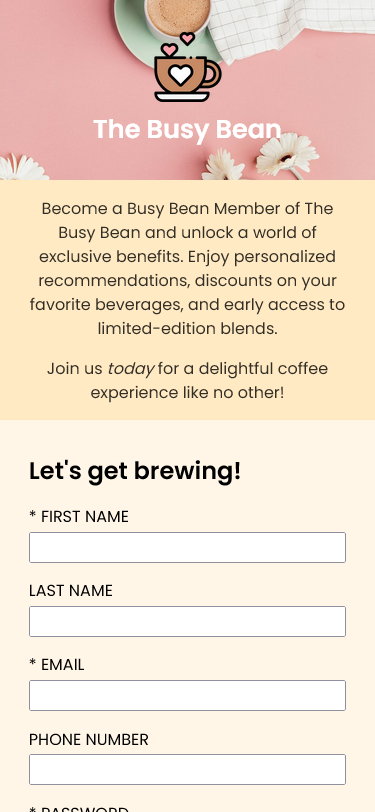 The Busy Bean
Become a Busy Bean Member of The
Busy Bean and unlock a world of
exclusive benefits. Enjoy personalized
recommendations, discounts on your
favorite beverages, and early access to
limited-edition blends.
Join us today for a delightful coffee
experience like no other!
Let's get brewing!
* FIRST NAME
LAST NAME
* EMAIL
PHONE NUMBER
* PASSWORD